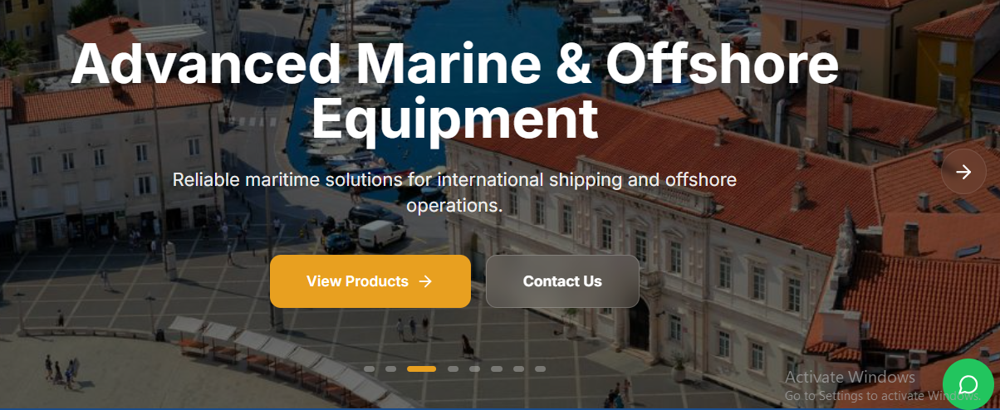 Advanced Marine & Offshore
Equipment
Reliable maritime solutions for international shipping and offshore
operations.
View Products
Contact Us
Activate Windows
Go to Settings to activate Windows.